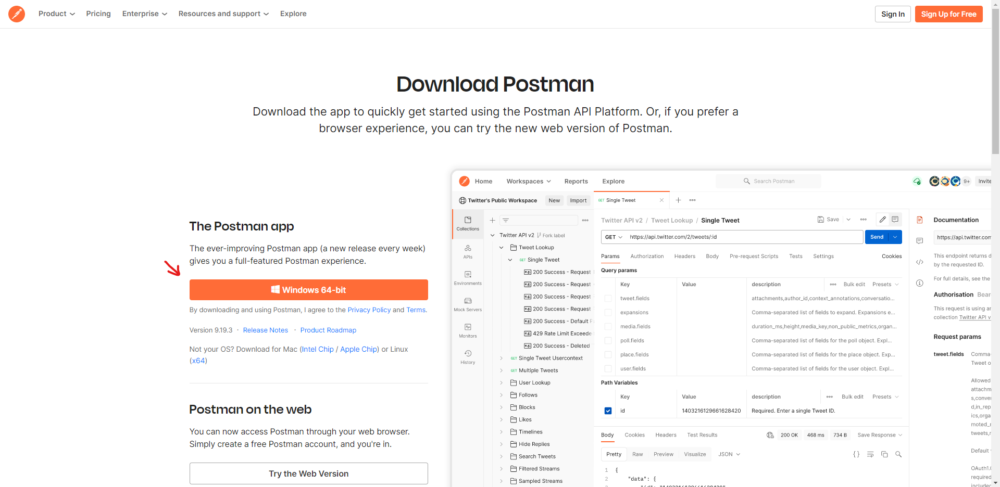 Product Pricing Enterprise Resources and support Explore Sign In Sign Up for Free
Download Postman
Download the app to quickly get started using the Postman API Platform. Or, if you prefer a
browser experience, you can try the new web version of Postman.
The Postman app
The ever-improving Postman app (a new release every week)
gives you a full-featured Postman experience.
Windows 64-bit
By downloading and using Postman, I agree to the Privacy Policy and Terms.
Version 9.19.3 · Release Notes · Product Roadmap
Not your OS? Download for Mac (Intel Chip / Apple Chip) or Linux
(x64)
Postman on the web
You can now access Postman through your web browser.
Simply create a free Postman account, and you're in.
Try the Web Version
Home Workspaces Reports Explore Search Postman 9+ Invite
Twitter's Public Workspace New Import GET Single Tweet
Collections
APIs
Environments
Mock Servers
Monitors
History
Twitter API v2 Fork label
Tweet Lookup
GET Single Tweet
e.g. 200 Success - Request
e.g. 200 Success - Request
e.g. 200 Success - Request
e.g. 200 Success - Request
e.g. 200 Success - Default
e.g. 429 Rate Limit Exceede
e.g. 200 Success - Deleted
GET Single Tweet Usercontext
GET Multiple Tweets
User Lookup
Follows
Blocks
Likes
Timelines
Hide Replies
Search Tweets
Filtered Streams
Sampled Streams
Twitter API v2 / Tweet Lookup / Single Tweet Save
GET https://api.twitter.com/2/tweets/:id Send
Params Authorization Headers Body Pre-request Scripts Tests Settings Cookies
Query params
Key Value description Bulk edit Presets
tweet.fields attachments,author_id,context_annotations,conversatio...
expansions Comma-separated list of fields to expand. Expansions e...
media.fields duration_ms,height,media_key,non_public_metrics,organ...
poll.fields Comma-separated list of fields for the poll object. Expl...
place.fields Comma-separated list of fields for the place object. Exp...
user.fields Comma-separated list of fields for the user object. Expl...
Path Variables
Key Value description Bulk edit Presets
id 1403216129661628420 Required. Enter a single Tweet ID.
Body Cookies Headers Test Results 200 OK 468 ms 734 B Save Response
Pretty Raw Preview Visualize JSON
1 {
2 "data": {
Documentation
https://api.twitter.com
This endpoint returns d
by the requested ID.
For full details, see the
Authorisation Bear
This request is using an
collection Twitter API v
Request params
tweet.fields Comma-
Tweet o
Allowed
attachm
s,conver
d,in_rep
ics,orga
moted_m
tweets,r
Default
OAuth1.0
required
included